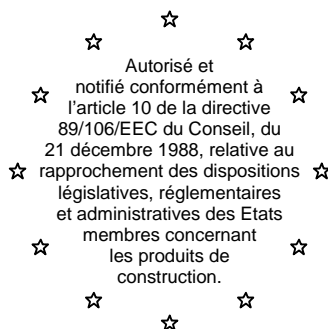 Autorisé et
notifié conformément à
l'article 10 de la directive
89/106/EEC du Conseil, du
21 décembre 1988, relative au
rapprochement des dispositions
législatives, réglementaires
et administratives des Etats
membres concernant
les produits de
construction.